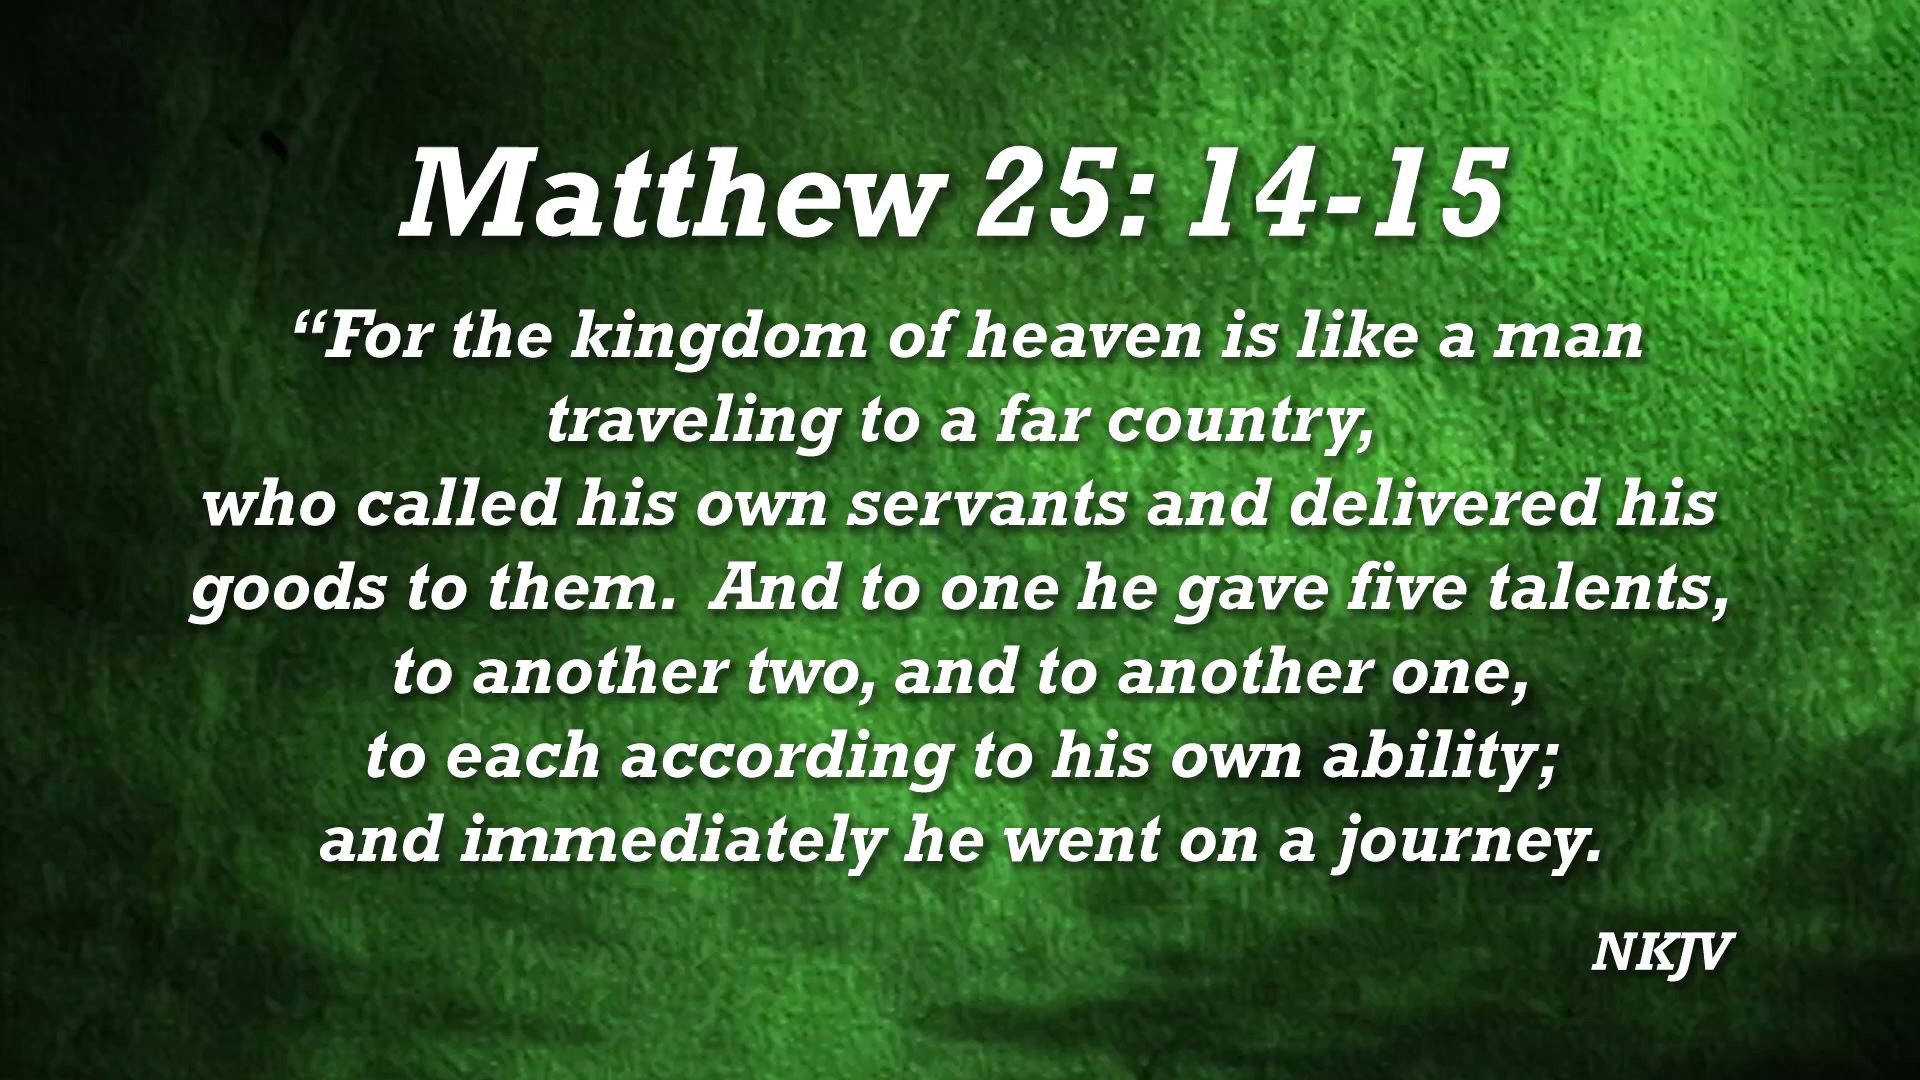 Matthew 25: 14-15
“For the kingdom of heaven is like a man
traveling to a far country,
who called his own servants and delivered his
goods to them.  And to one he gave five talents,
to another two, and to another one,
to each according to his own ability;
and immediately he went on a journey.
NKJV